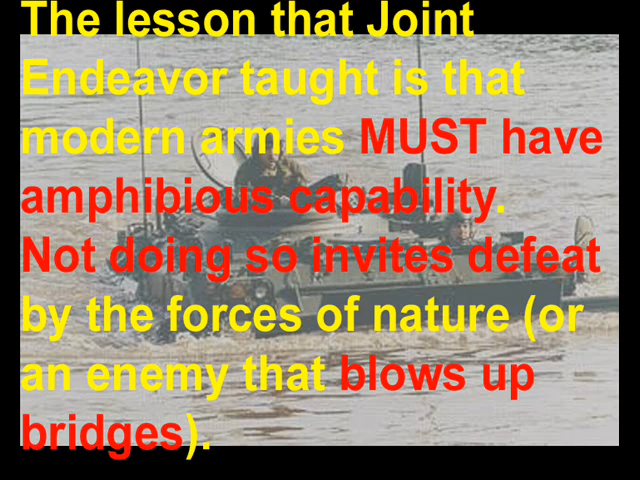 The lesson that Joint
Endeavor taught is that
modern armies MUST have
amphibious capability.
Not doing so invites defeat
by the forces of nature (or
an enemy that blows up
bridges).